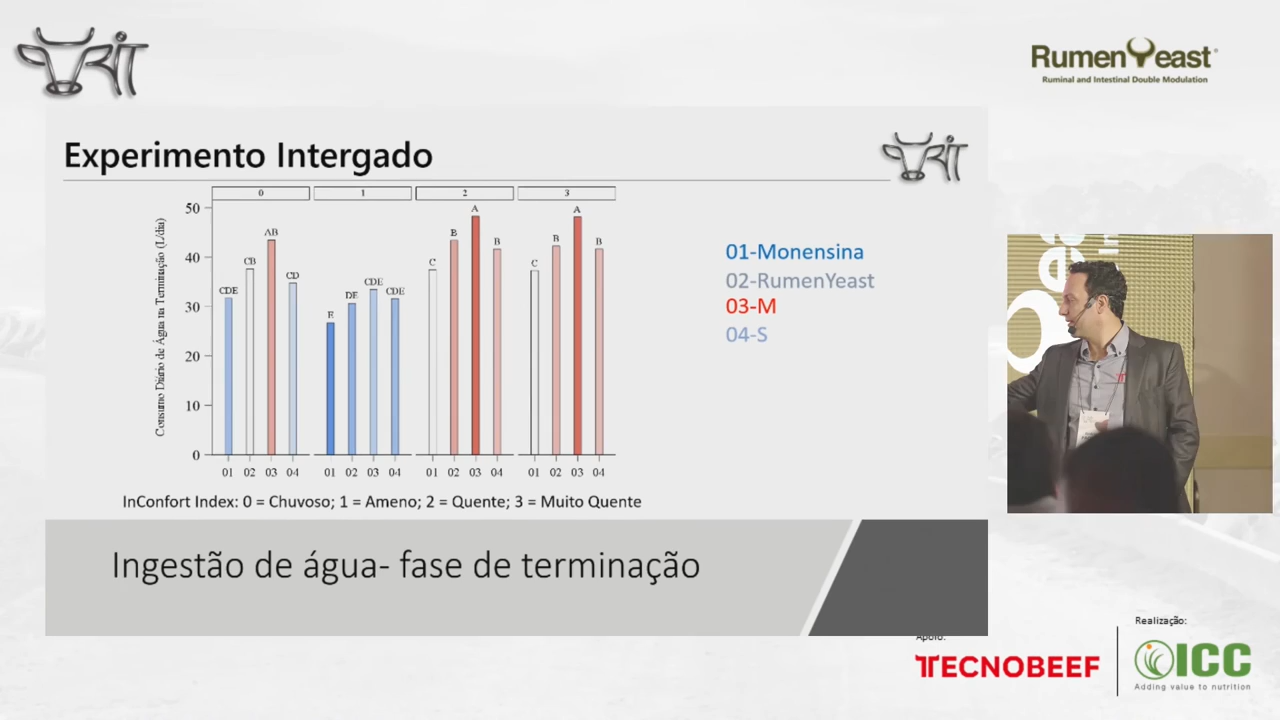 RIT
RumenYeast®
Ruminal and Intestinal Double Modulation
Experimento Intergado
RIT
0 1 2 3
Consumo Diário de Água na Terminação (L/dia)
50
40
30
20
10
0
CDE CB AB CD
E DE CDE CDE
C B A B
C B A B
01 02 03 04 01 02 03 04 01 02 03 04 01 02 03 04
01-Monensina
02-RumenYeast
03-M
04-S
InConfort Index: 0 = Chuvoso; 1 = Ameno; 2 = Quente; 3 = Muito Quente
Ingestão de água- fase de terminação
Apoio:
TECNOBEEF
Realização:
ICC
Adding value to nutrition